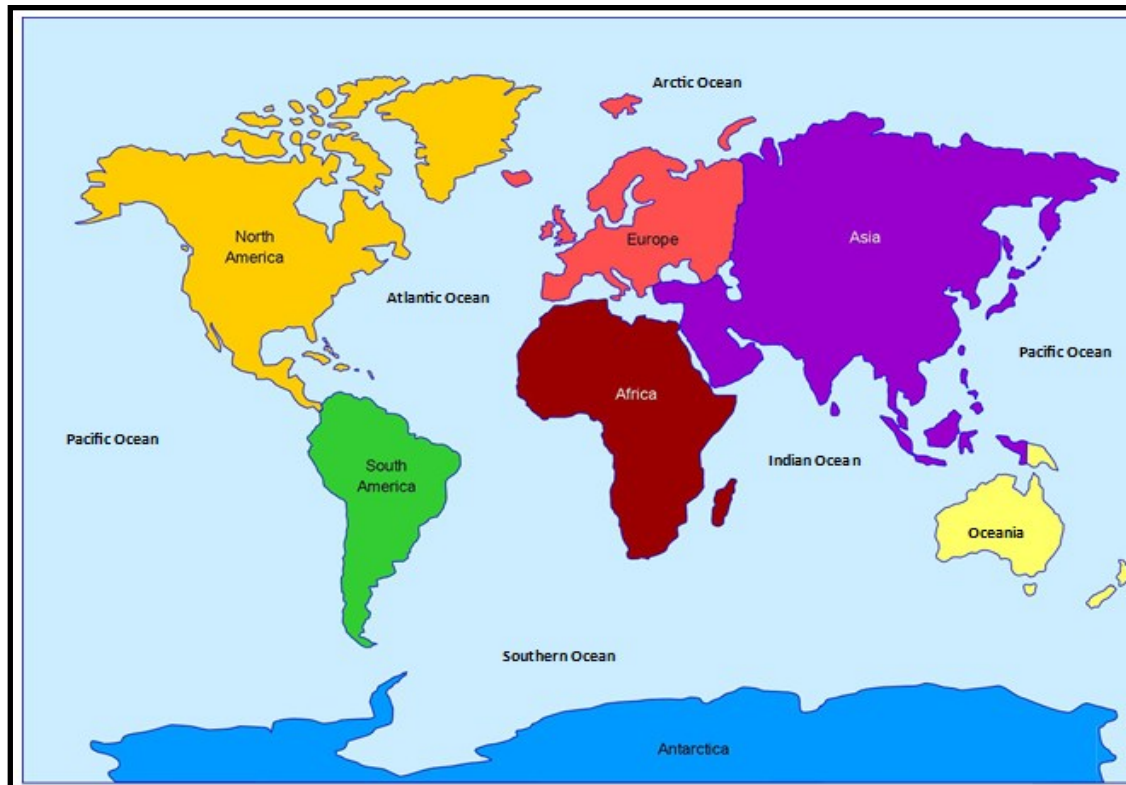 Arctic Ocean
North
America
Europe
Asia
Atlantic Ocean
Pacific Ocean
Africa
Pacific Ocean
Indian Ocean
South
America
Oceania
Southern Ocean
Antarctica